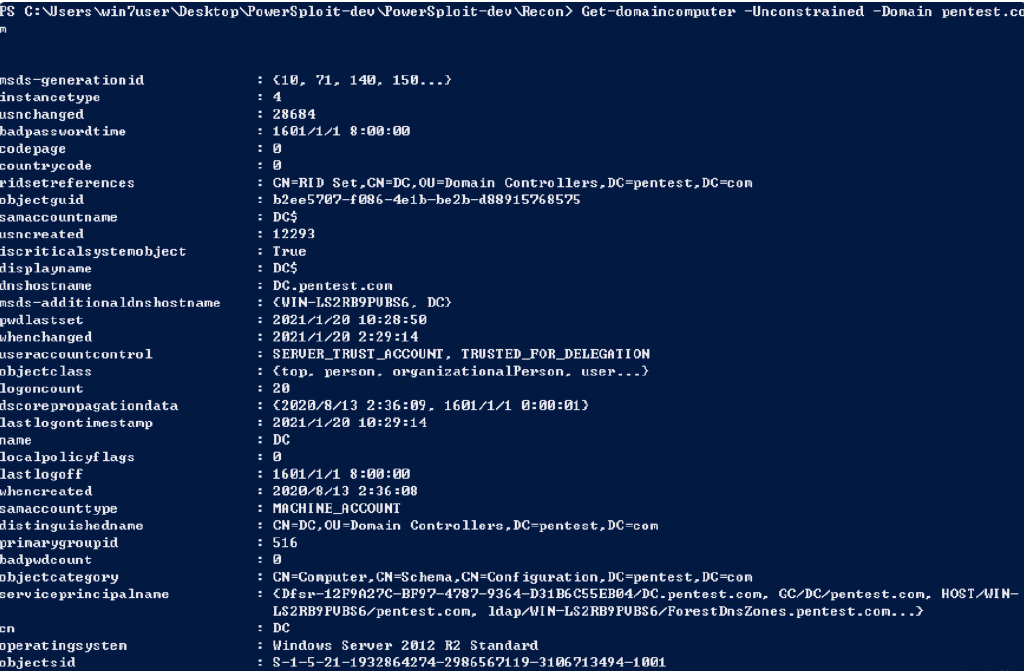 PS C:\Users\win7user\Desktop\PowerSploit-dev\PowerSploit-dev\Recon> Get-domaincomputer -Unconstrained -Domain pentest.co
m
msds-generationid : {10, 71, 140, 150...}
instancetype : 4
usnchanged : 28684
badpasswordtime : 1601/1/1 8:00:00
codepage : 0
countrycode : 0
ridsetreferences : CN=RID Set,CN=DC,OU=Domain Controllers,DC=pentest,DC=com
objectguid : b2ee5707-f086-4e1b-be2b-d88915768575
samaccountname : DC$
usncreated : 12293
iscriticalsystemobject : True
displayname : DC$
dnshostname : DC.pentest.com
msds-additionaldnshostname : {WIN-LS2RB9PVBS6, DC}
pwdlastset : 2021/1/20 10:28:50
whenchanged : 2021/1/20 2:29:14
useraccountcontrol : SERVER_TRUST_ACCOUNT, TRUSTED_FOR_DELEGATION
objectclass : {top, person, organizationalPerson, user...}
logoncount : 20
dscorepropagationdata : {2020/8/13 2:36:09, 1601/1/1 0:00:01}
lastlogontimestamp : 2021/1/20 10:29:14
name : DC
localpolicyflags : 0
lastlogoff : 1601/1/1 8:00:00
whencreated : 2020/8/13 2:36:08
samaccounttype : MACHINE_ACCOUNT
distinguishedname : CN=DC,OU=Domain Controllers,DC=pentest,DC=com
primarygroupid : 516
badpwdcount : 0
objectcategory : CN=Computer,CN=Schema,CN=Configuration,DC=pentest,DC=com
serviceprincipalname : {Dfsr-12F9A27C-BF97-4787-9364-D31B6C55EB04/DC.pentest.com, GC/DC/pentest.com, HOST/WIN-
LS2RB9PVBS6/pentest.com, ldap/WIN-LS2RB9PVBS6/ForestDnsZones.pentest.com...}
cn : DC
operatingsystem : Windows Server 2012 R2 Standard
objectsid : S-1-5-21-1932864274-2986567119-3106713494-1001